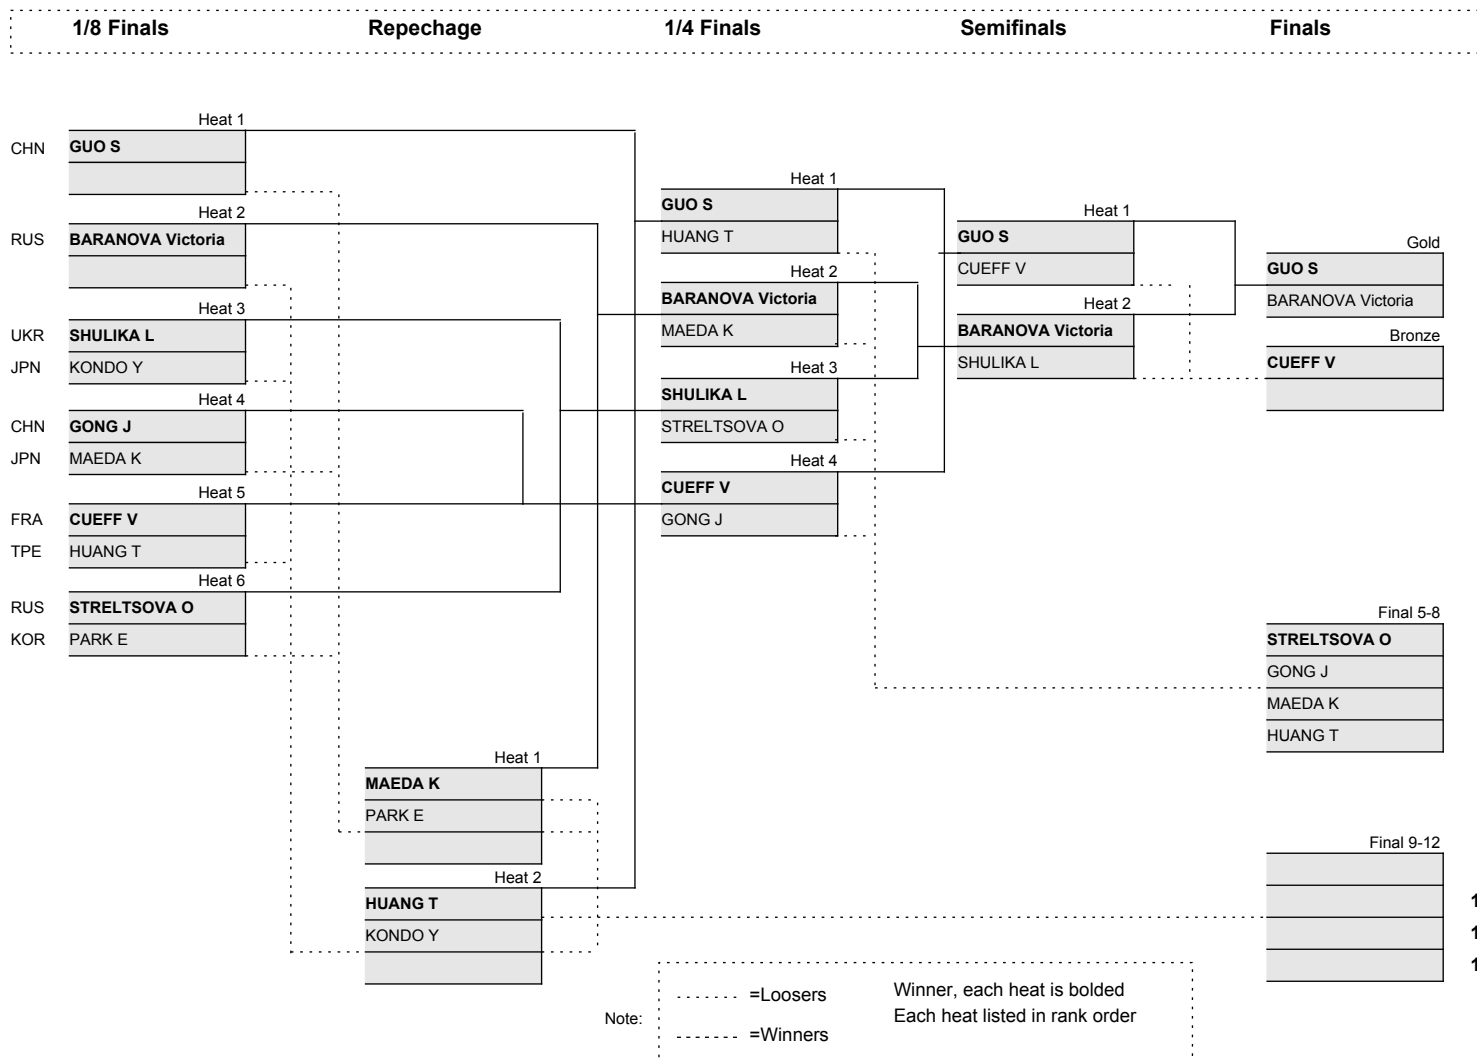 1/8 Finals Repechage 1/4 Finals Semifinals Finals
Heat 1
CHN GUO S
Heat 2
RUS BARANOVA Victoria
Heat 3
UKR SHULIKA L
JPN KONDO Y
Heat 4
CHN GONG J
JPN MAEDA K
Heat 5
FRA CUEFF V
TPE HUANG T
Heat 6
RUS STRELTSOVA O
KOR PARK E
Heat 1
MAEDA K
PARK E
Heat 2
HUANG T
KONDO Y
Heat 1
GUO S
HUANG T
Heat 2
BARANOVA Victoria
MAEDA K
Heat 3
SHULIKA L
STRELTSOVA O
Heat 4
CUEFF V
GONG J
Heat 1
GUO S
CUEFF V
Heat 2
BARANOVA Victoria
SHULIKA L
Gold
GUO S
BARANOVA Victoria
Bronze
CUEFF V
Final 5-8
STRELTSOVA O
GONG J
MAEDA K
HUANG T
Final 9-12
1
1
1
Note:
=Loosers Winner, each heat is bolded
Each heat listed in rank order
=Winners